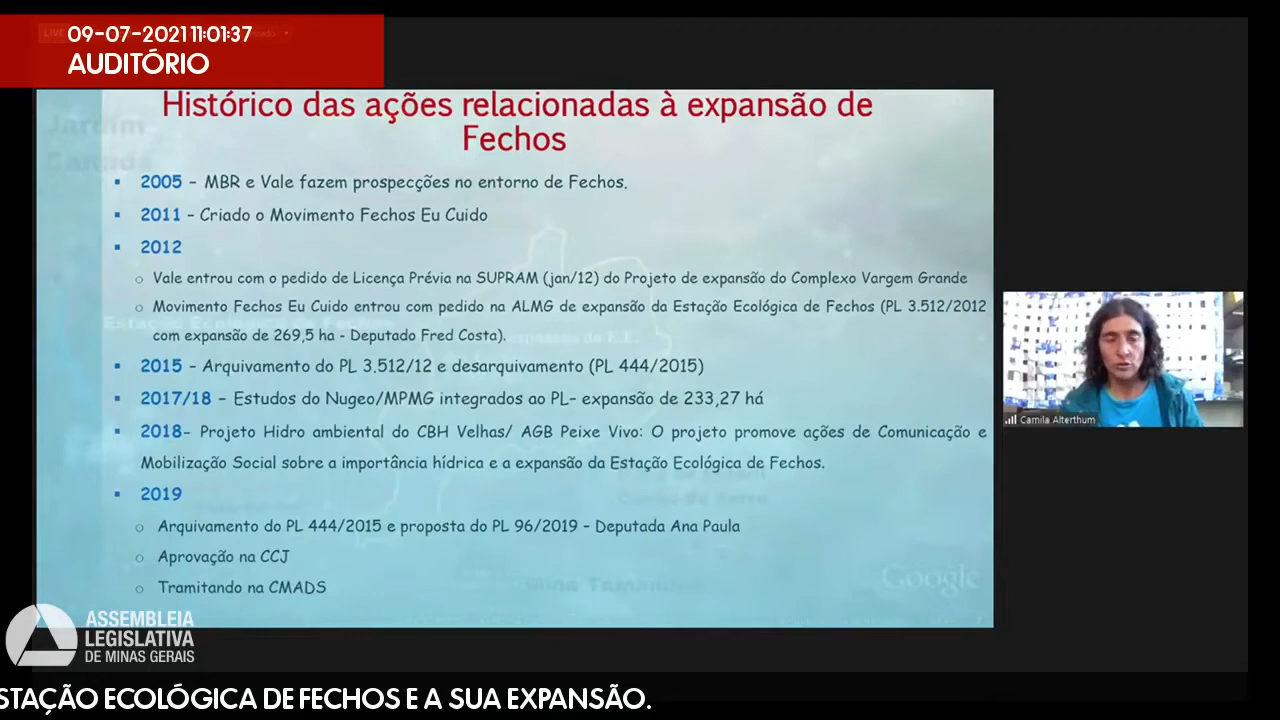 LIVE
09-07-2021 11:01:37
AUDITÓRIO
Jardim
Canadá
Histórico das ações relacionadas à expansão de
Fechos
▪ 2005 – MBR e Vale fazem prospecções no entorno de Fechos.
▪ 2011 – Criado o Movimento Fechos Eu Cuido
▪ 2012
o Vale entrou com o pedido de Licença Prévia na SUPRAM (jan/12) do Projeto de expansão do Complexo Vargem Grande
o Movimento Fechos Eu Cuido entrou com pedido na ALMG de expansão da Estação Ecológica de Fechos (PL 3.512/2012
com expansão de 269,5 ha - Deputado Fred Costa).
▪ 2015 – Arquivamento do PL 3.512/12 e desarquivamento (PL 444/2015)
▪ 2017/18 – Estudos do Nugeo/MPMG integrados ao PL– expansão de 233,27 há
▪ 2018– Projeto Hidro ambiental do CBH Velhas/ AGB Peixe Vivo: O projeto promove ações de Comunicação e
Mobilização Social sobre a importância hídrica e a expansão da Estação Ecológica de Fechos.
▪ 2019
o Arquivamento do PL 444/2015 e proposta do PL 96/2019 – Deputada Ana Paula
o Aprovação na CCJ
o Tramitando na CMADS
Mina Tamanduá
Google
Camila Alterthum
ASSEMBLEIA
LEGISLATIVA
DE MINAS GERAIS
STAÇÃO ECOLÓGICA DE FECHOS E A SUA EXPANSÃO.